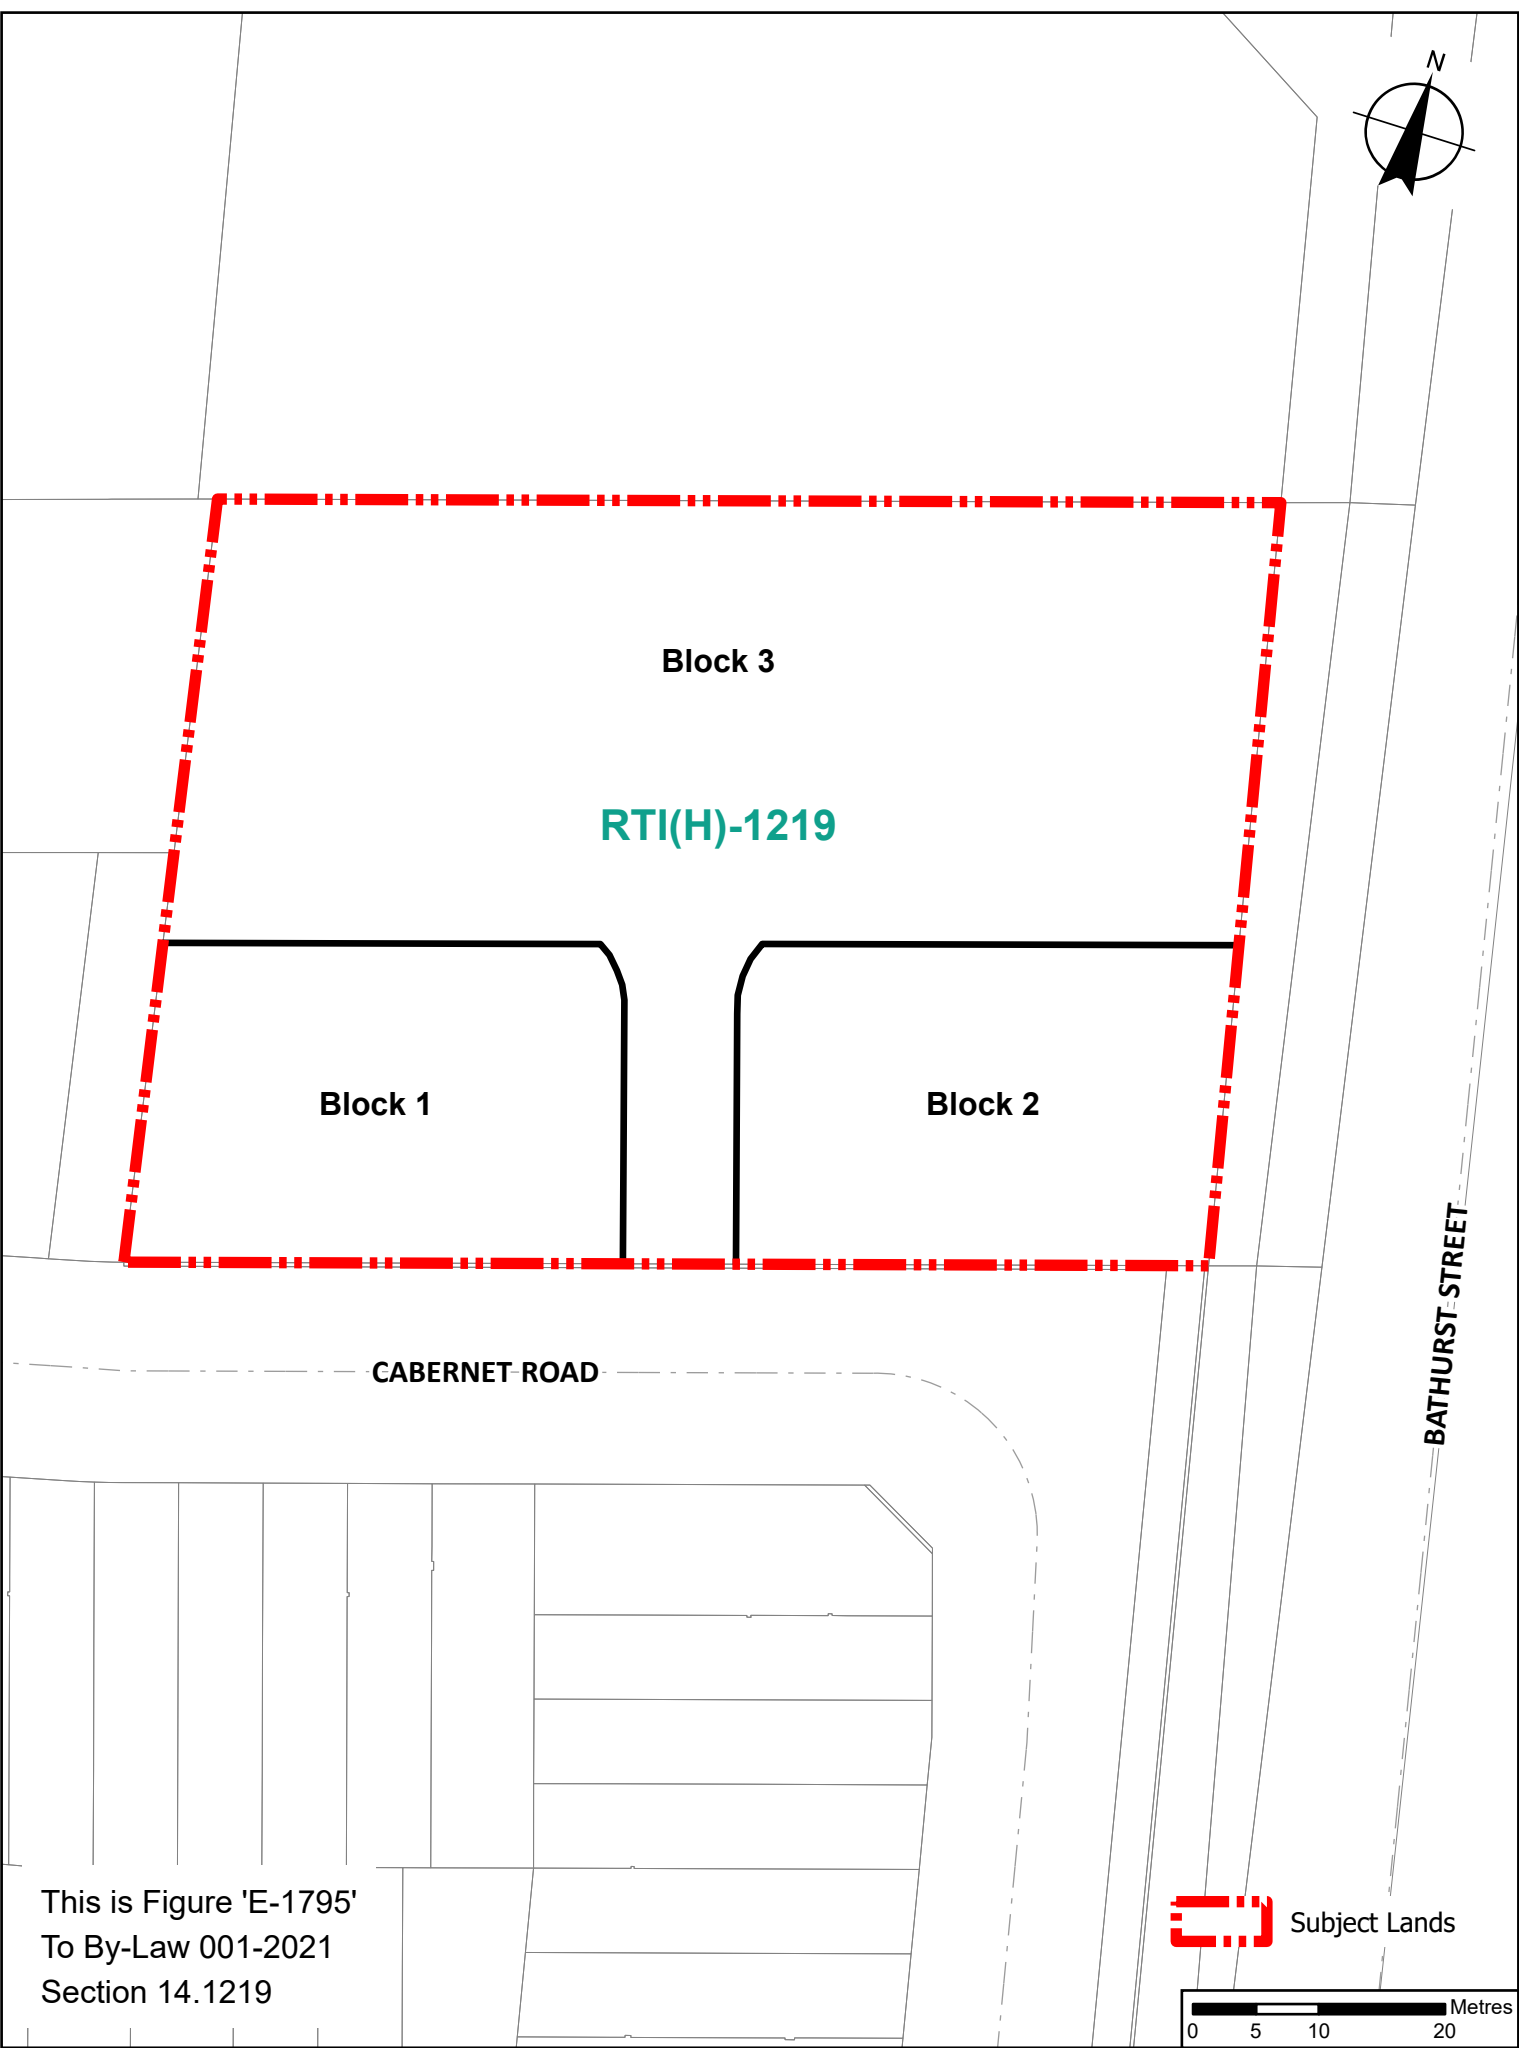 N
Block 3
RTI(H)-1219
Block 1
Block 2
BATHURST STREET
CABERNET ROAD
This is Figure 'E-1795'
To By-Law 001-2021
Section 14.1219
Subject Lands
Metres
0 5 10 20